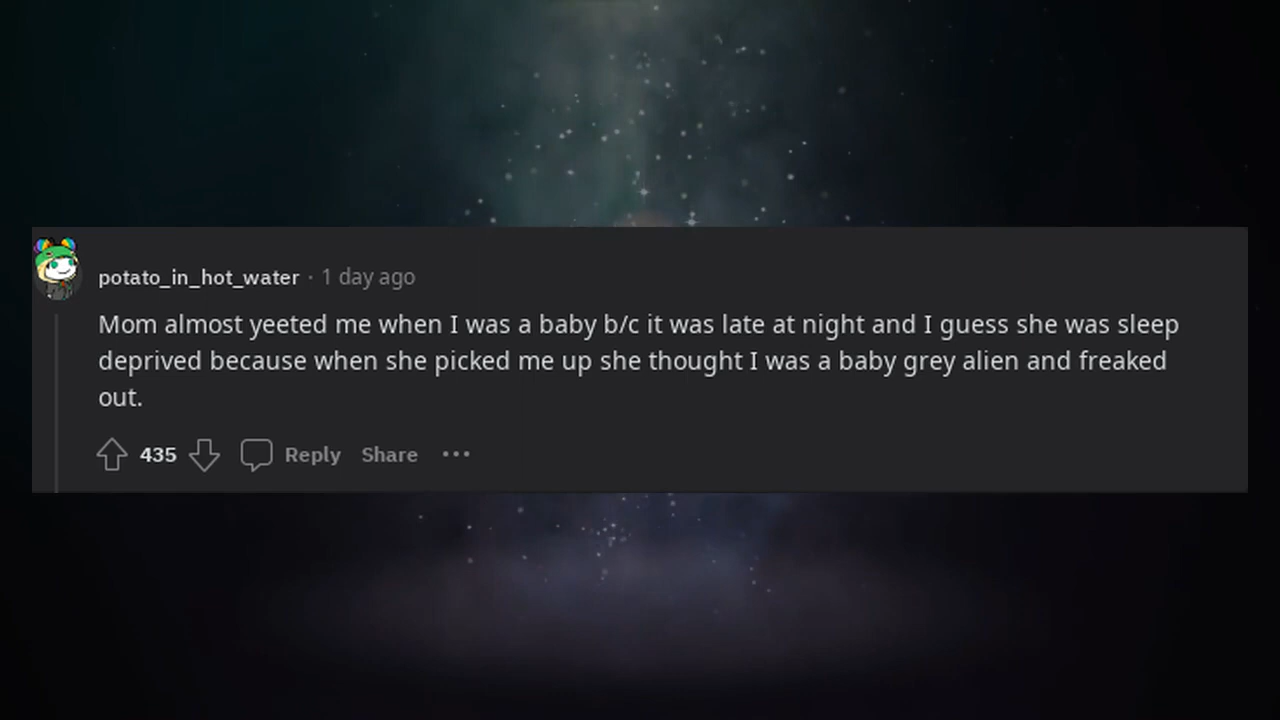 potato_in_hot_water · 1 day ago
Mom almost yeeted me when I was a baby b/c it was late at night and I guess she was sleep
deprived because when she picked me up she thought I was a baby grey alien and freaked
out.
435 Reply Share ···